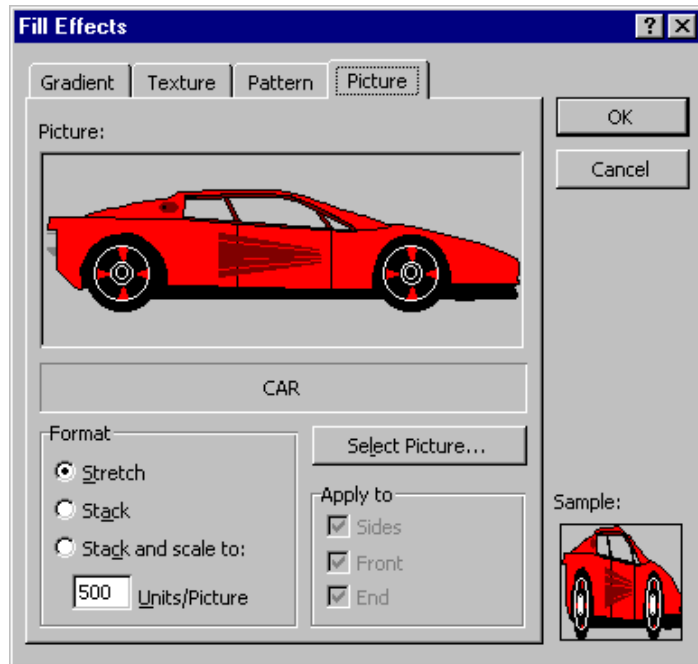 Fill Effects
Gradient Texture Pattern Picture
Picture:
OK
Cancel
CAR
Format
Stretch
Stack
Stack and scale to:
500 Units/Picture
Select Picture...
Apply to
Sides
Front
End
Sample: